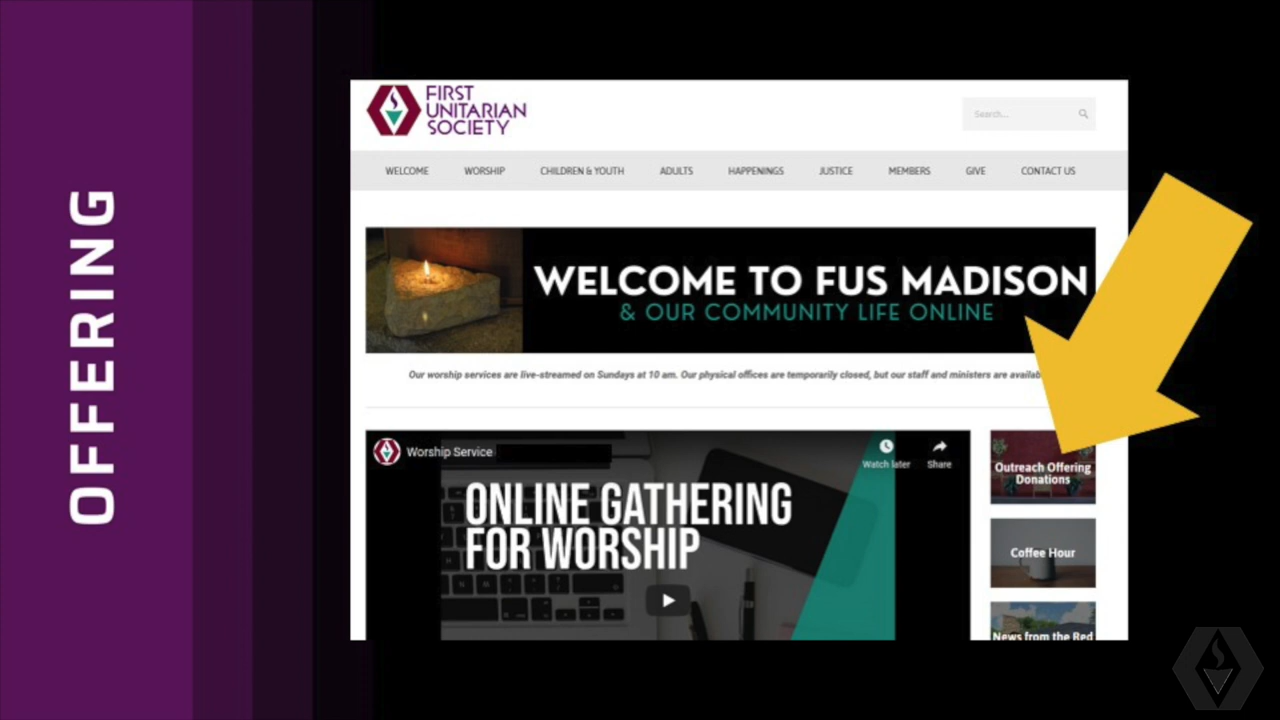 OFFERING
FIRST
UNITARIAN
SOCIETY
Search...
WELCOME WORSHIP CHILDREN & YOUTH ADULTS HAPPENINGS JUSTICE MEMBERS GIVE CONTACT US
WELCOME TO FUS MADISON
& OUR COMMUNITY LIFE ONLINE
Our worship services are live-streamed on Sundays at 10 am. Our physical offices are temporarily closed, but our staff and ministers are availab
Worship Service
Watch later Share
ONLINE GATHERING
FOR WORSHIP
Outreach Offering
Donations
Coffee Hour
News from the Red